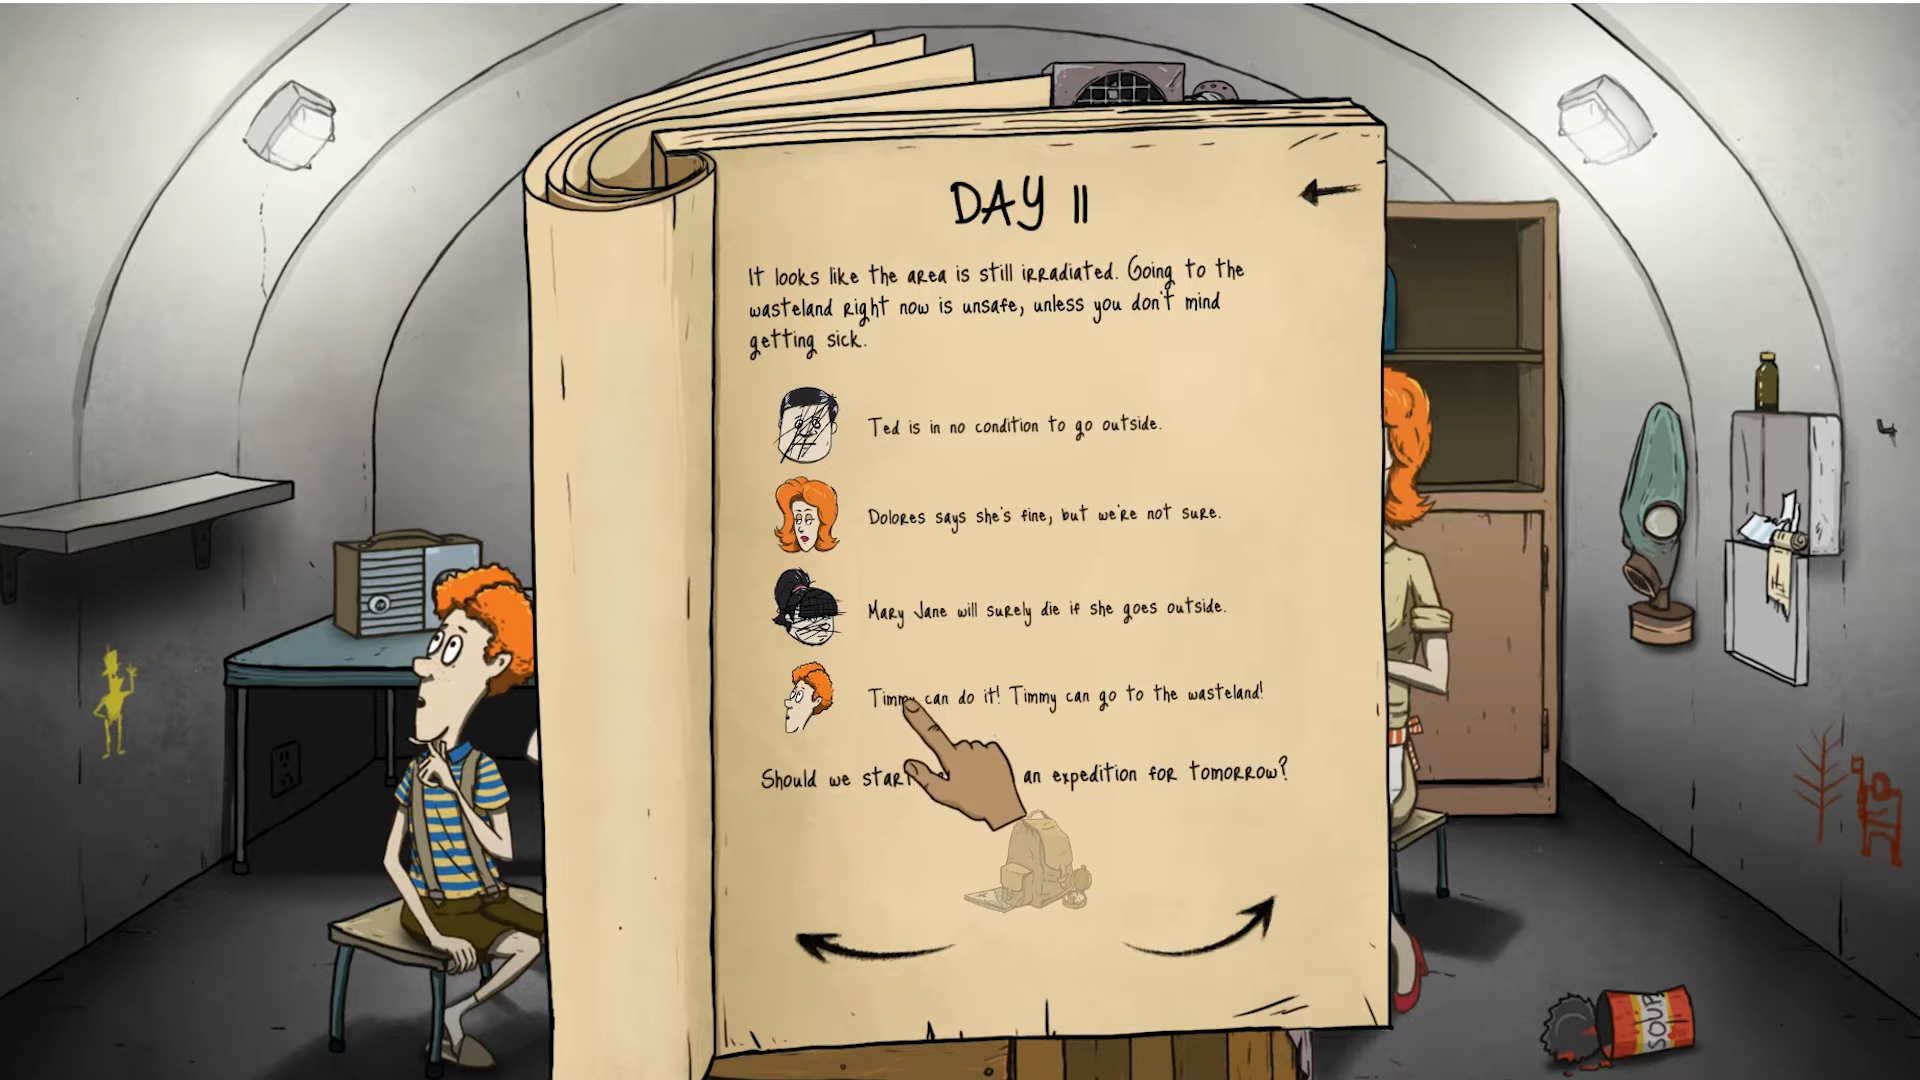 DAY 11
It looks like the area is still irradiated. Going to the
wasteland right now is unsafe, unless you don't mind
getting sick.
Ted is in no condition to go outside.
Dolores says she's fine, but we're not sure.
Mary Jane will surely die if she goes outside.
Timmy can do it! Timmy can go to the wasteland!
Should we start an expedition for tomorrow?
SOUP